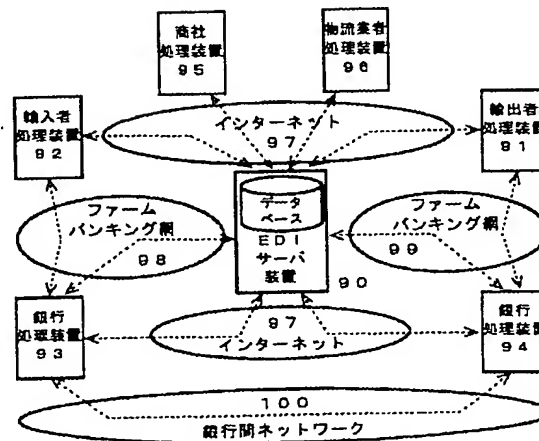 商社
処理装置
95
物流業者
処理装置
96
輸入者
処理装置
92
インターネット
97
輸出者
処理装置
91
データ
ベース
EDI
サーバ
装置
90
ファーム
バンキング網
98
ファーム
バンキング網
99
銀行
処理装置
93
97
インターネット
銀行
処理装置
94
100
銀行間ネットワーク